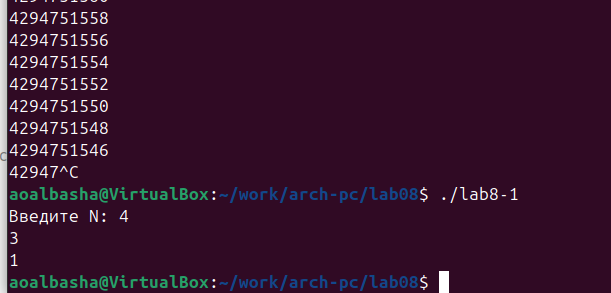 4294751558
4294751556
4294751554
4294751552
4294751550
4294751548
4294751546
42947^C
aoalbasha@VirtualBox:~/work/arch-pc/lab08$ ./lab8-1
Введите N: 4
3
1
aoalbasha@VirtualBox:~/work/arch-pc/lab08$